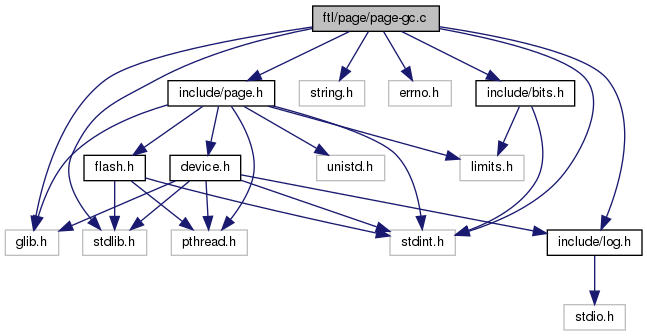 ftl/page/page-gc.c
include/page.h
string.h
errno.h
include/bits.h
flash.h
device.h
unistd.h
limits.h
glib.h
stdlib.h
pthread.h
stdint.h
include/log.h
stdio.h